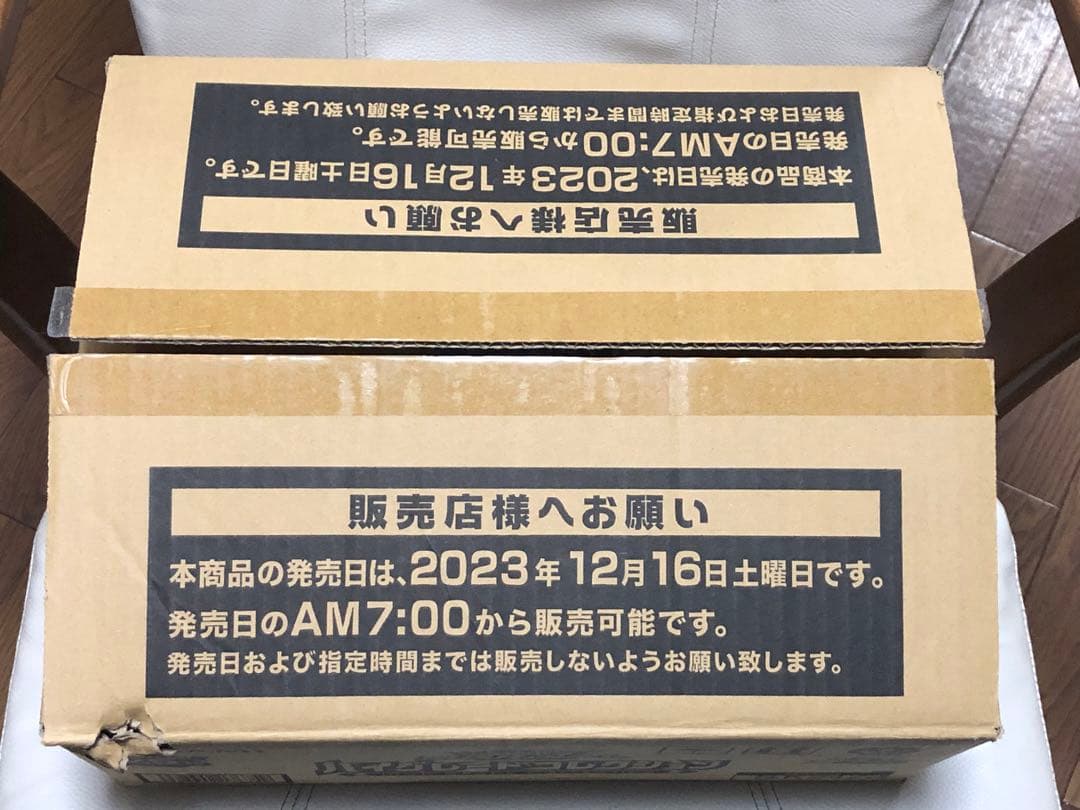 発売日および指定時間までは販売しないようお願い致します。
発売日のAM7:00から販売可能です。
本商品の発売日は、2023年12月16日土曜日です。
販売店様へお願い
販売店様へお願い
本商品の発売日は、2023年12月16日土曜日です。
発売日のAM7:00から販売可能です。
発売日および指定時間までは販売しないようお願い致します。